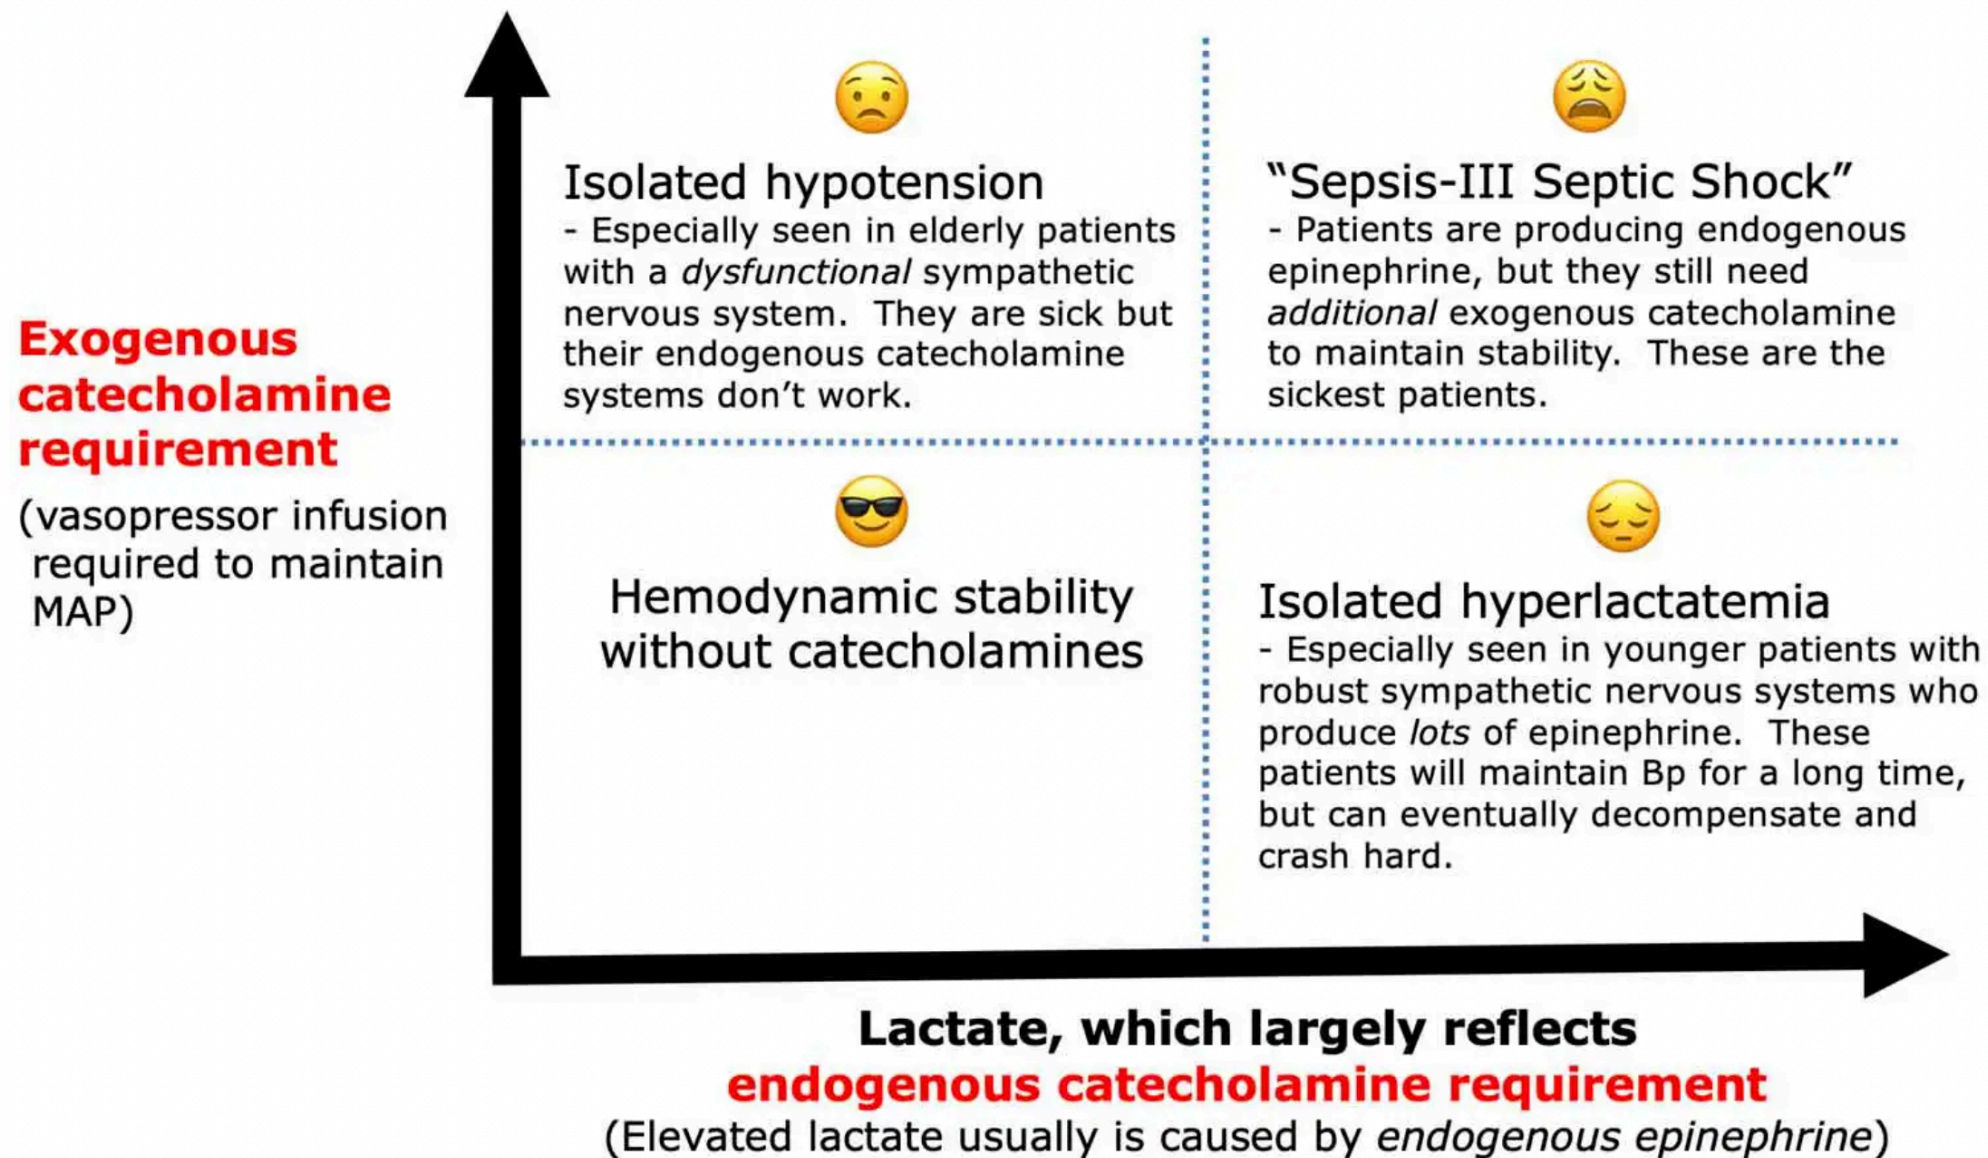 Exogenous
catecholamine
requirement
(vasopressor infusion
required to maintain
MAP)
Isolated hypotension
- Especially seen in elderly patients
with a dysfunctional sympathetic
nervous system.  They are sick but
their endogenous catecholamine
systems don’t work.
“Sepsis-III Septic Shock”
- Patients are producing endogenous
epinephrine, but they still need
additional exogenous catecholamine
to maintain stability.  These are the
sickest patients.
Hemodynamic stability
without catecholamines
Isolated hyperlactatemia
- Especially seen in younger patients with
robust sympathetic nervous systems who
produce lots of epinephrine.  These
patients will maintain Bp for a long time,
but can eventually decompensate and
crash hard.
Lactate, which largely reflects
endogenous catecholamine requirement
(Elevated lactate usually is caused by endogenous epinephrine)